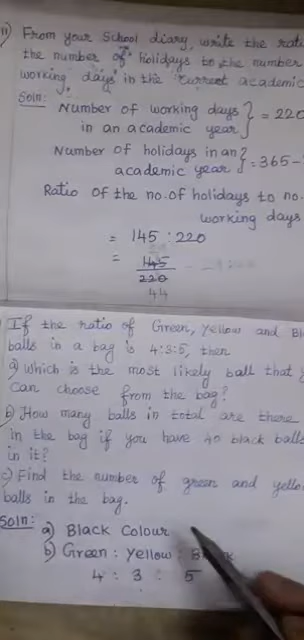 From your school diary, write the rati
the number of holidays to the number
working days in the current academic
Soln:
Number of working days
in an academic year } = 220
Number of holidays in an
academic year } = 365-
Ratio of the no. of holidays to no.
working days
= 145 : 220
= 145
220
44
If the ratio of Green, Yellow and Bl
balls in a bag is 4:3:5, then
a) Which is the most likely ball that y
can choose from the bag?
b) How many balls in total are there
in the bag if you have 40 black balls
in it?
c) Find the number of green and yello
balls in the bag.
Soln: a) Black Colour
b) Green : Yellow : Black
4 : 3 : 5